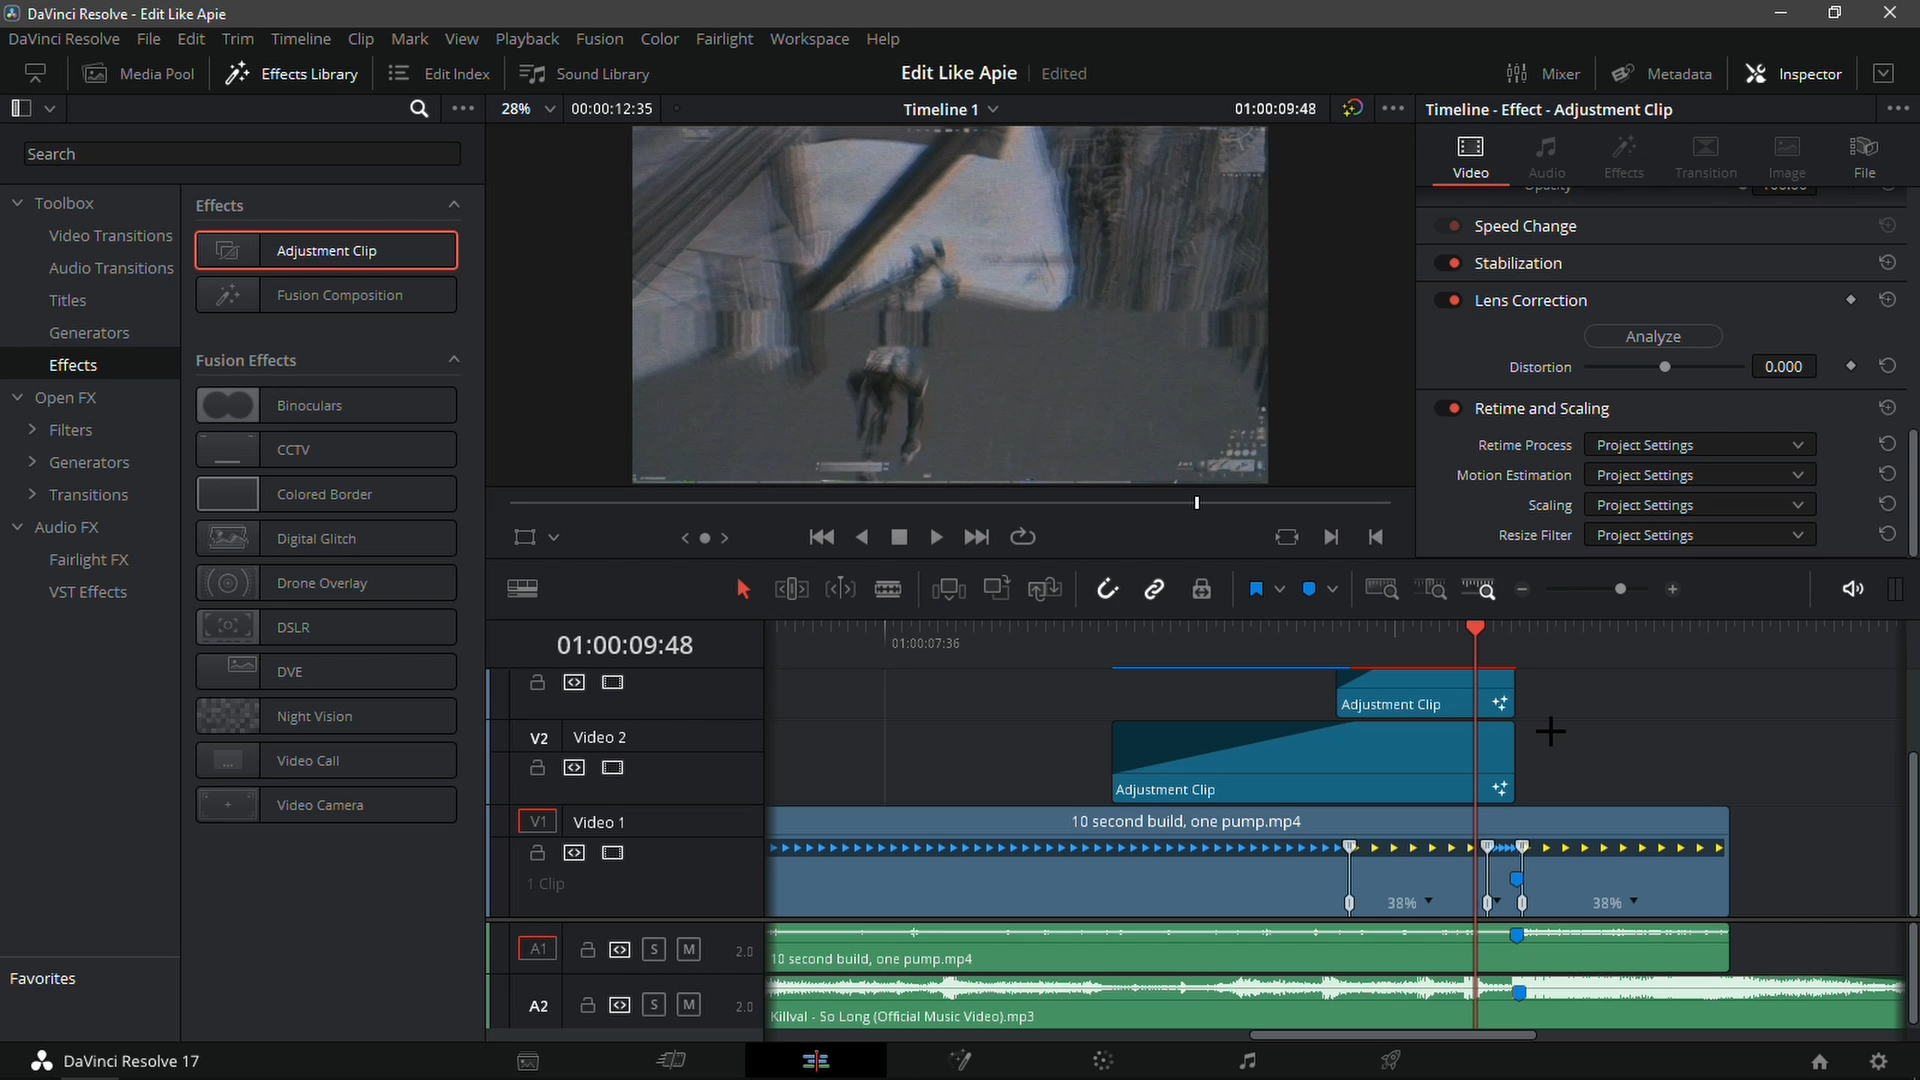 DaVinci Resolve - Edit Like Apie
DaVinci Resolve File Edit Trim Timeline Clip Mark View Playback Fusion Color Fairlight Workspace Help
Media Pool Effects Library Edit Index Sound Library Edit Like Apie Edited Mixer Metadata Inspector
28% 00:00:12:35 Timeline 1 01:00:09:48 Timeline - Effect - Adjustment Clip
Search
Video Audio Effects Transition Image File
Toolbox
Video Transitions
Audio Transitions
Titles
Generators
Effects
Open FX
Filters
Generators
Transitions
Audio FX
Fairlight FX
VST Effects
Favorites
Effects
Adjustment Clip
Fusion Composition
Fusion Effects
Binoculars
CCTV
Colored Border
Digital Glitch
Drone Overlay
DSLR
DVE
Night Vision
Video Call
Video Camera
Opacity 100.00
Speed Change
Stabilization
Lens Correction
Analyze
Distortion 0.000
Retime and Scaling
Retime Process Project Settings
Motion Estimation Project Settings
Scaling Project Settings
Resize Filter Project Settings
01:00:09:48
01:00:07:36
Adjustment Clip
V2 Video 2
Adjustment Clip
V1 Video 1
10 second build, one pump.mp4
1 Clip
38% 38%
A1 S M 2.0
10 second build, one pump.mp4
A2 S M 2.0
Killval - So Long (Official Music Video).mp3
DaVinci Resolve 17